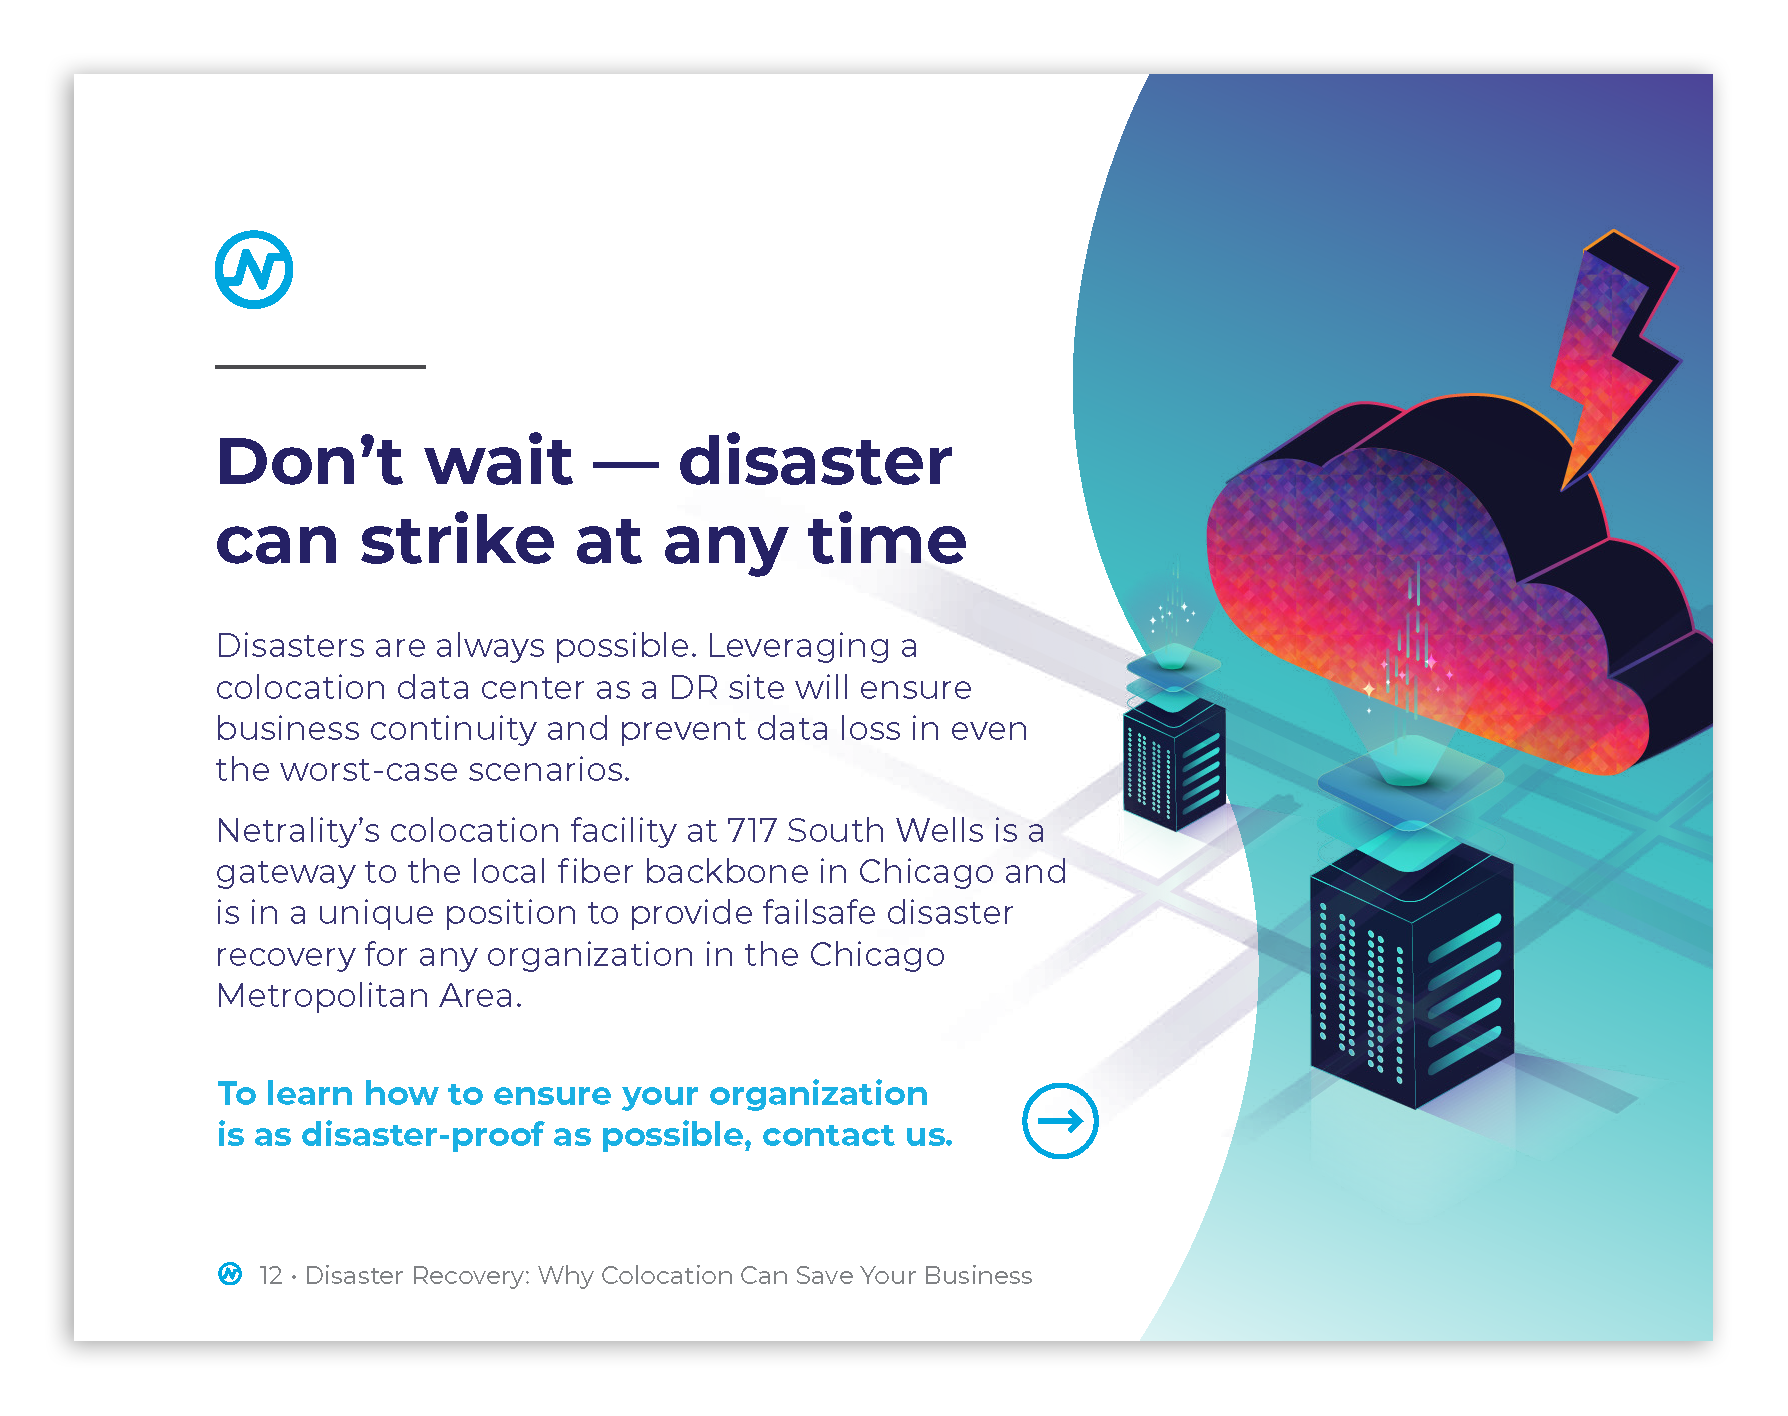 Don’t wait — disaster
can strike at any time
Disasters are always possible. Leveraging a
colocation data center as a DR site will ensure
business continuity and prevent data loss in even
the worst-case scenarios.
Netrality’s colocation facility at 717 South Wells is a
gateway to the local fiber backbone in Chicago and
is in a unique position to provide failsafe disaster
recovery for any organization in the Chicago
Metropolitan Area.
To learn how to ensure your organization
is as disaster-proof as possible, contact us.
12 • Disaster Recovery: Why Colocation Can Save Your Business